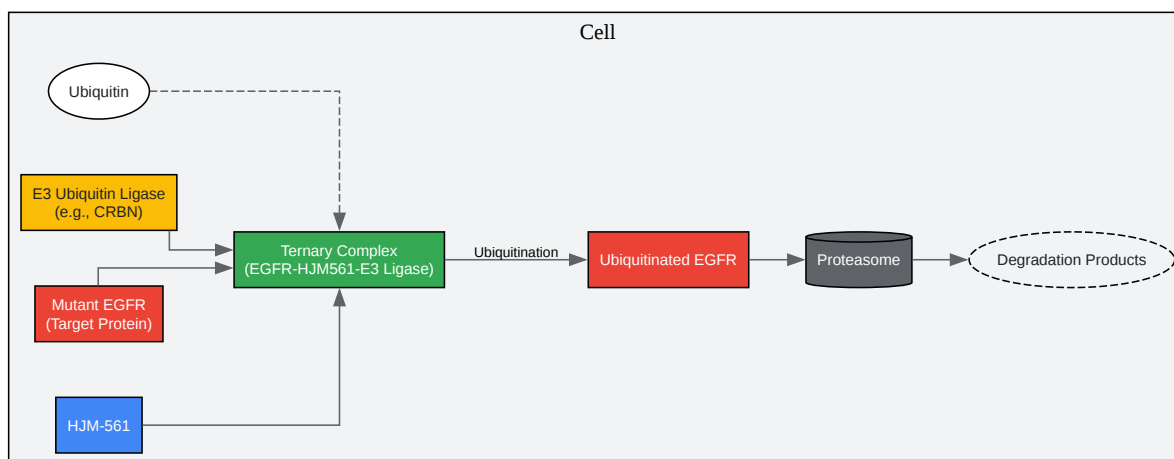 Cell
Ubiquitin
E3 Ubiquitin Ligase
(e.g., CRBN)
Ternary Complex
(EGFR-HJM561-E3 Ligase)
Ubiquitination
Ubiquitinated EGFR
Proteasome
Degradation Products
Mutant EGFR
(Target Protein)
HJM-561